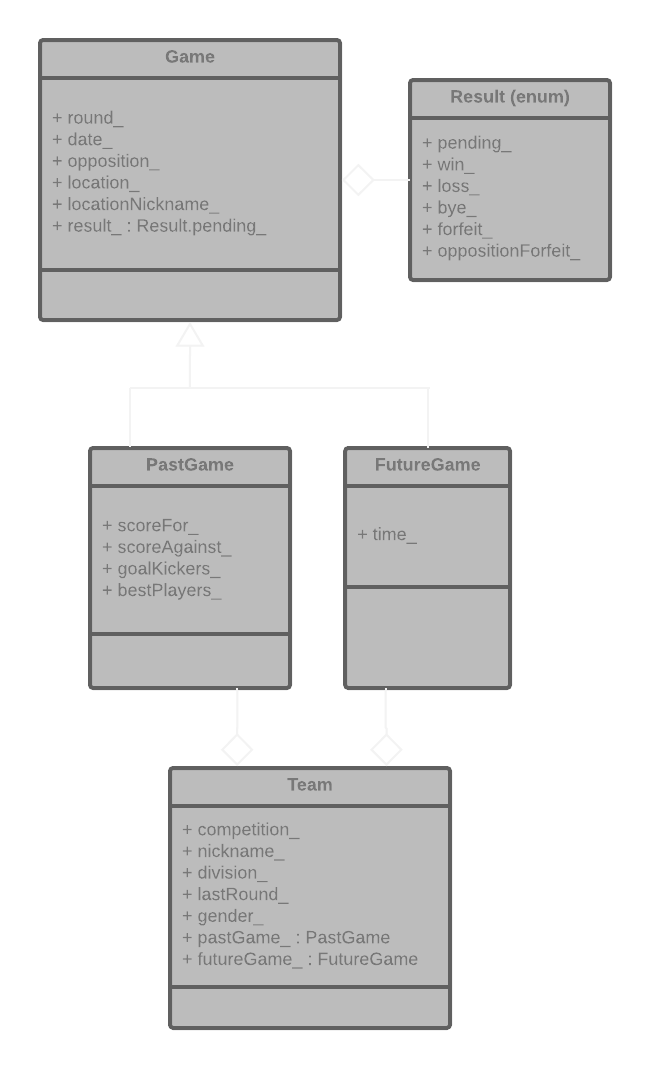 Game
+ round_
+ date_
+ opposition_
+ location_
+ locationNickname_
+ result_ : Result.pending_
Result (enum)
+ pending_
+ win_
+ loss_
+ bye_
+ forfeit_
+ oppositionForfeit_
PastGame
+ scoreFor_
+ scoreAgainst_
+ goalKickers_
+ bestPlayers_
FutureGame
+ time_
Team
+ competition_
+ nickname_
+ division_
+ lastRound_
+ gender_
+ pastGame_ : PastGame
+ futureGame_ : FutureGame